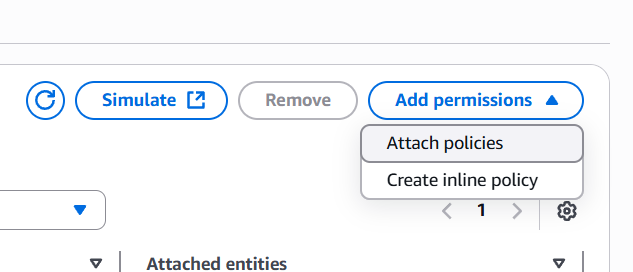 Simulate
Remove
Add permissions
Attach policies
Create inline policy
1
Attached entities